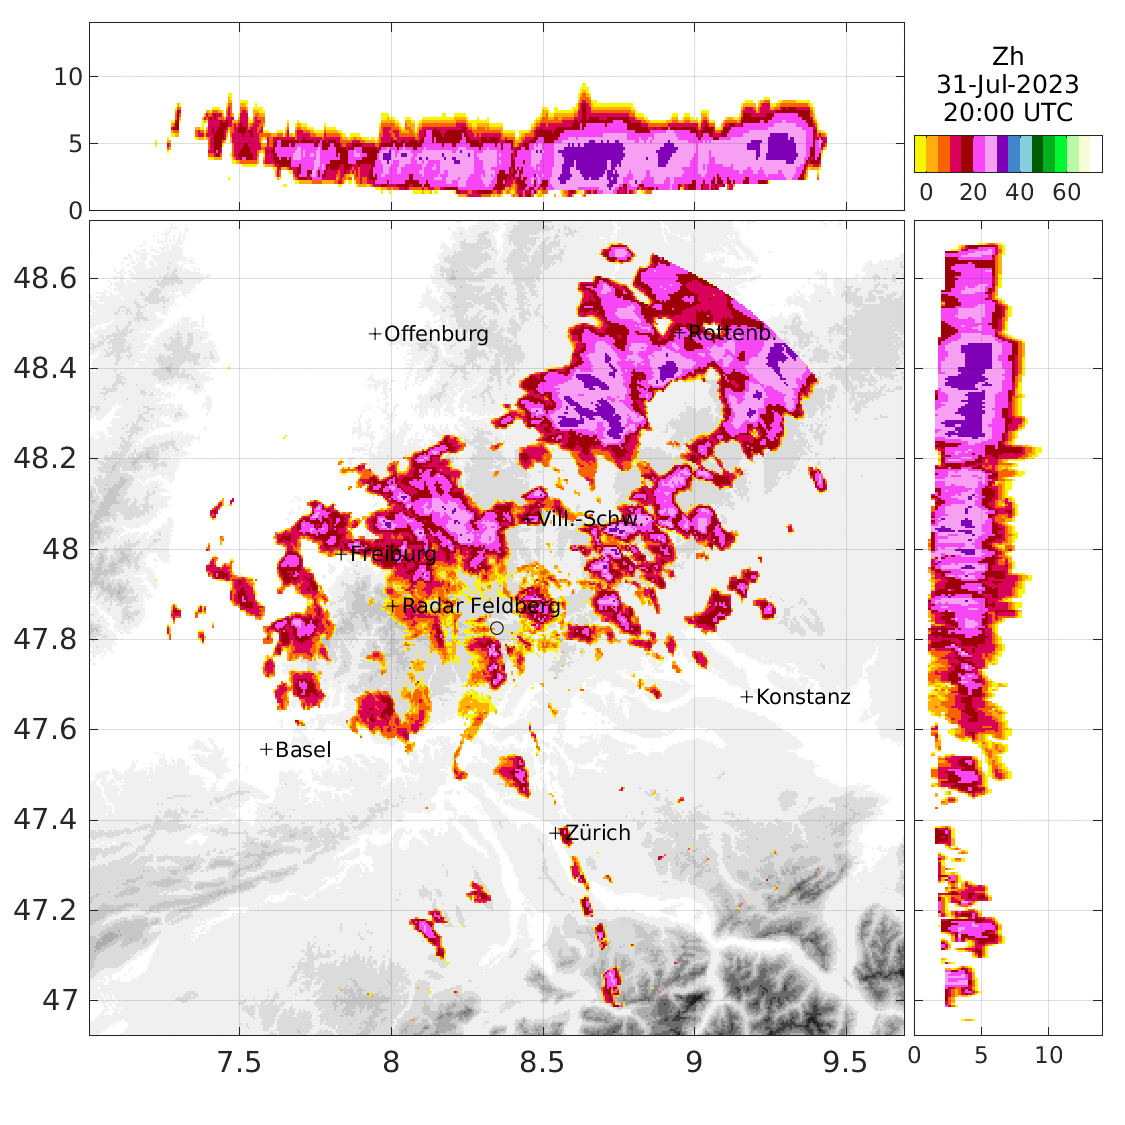 Zh
31-Jul-2023
20:00 UTC
0 20 40 60
10
5
0
48.6
48.4
48.2
48
47.8
47.6
47.4
47.2
47
+Offenburg
+Rottenb.
+Vill.-Schw.
+Freiburg
+Radar Feldberg
+Konstanz
+Basel
+Zürich
7.5 8 8.5 9 9.5
0 5 10